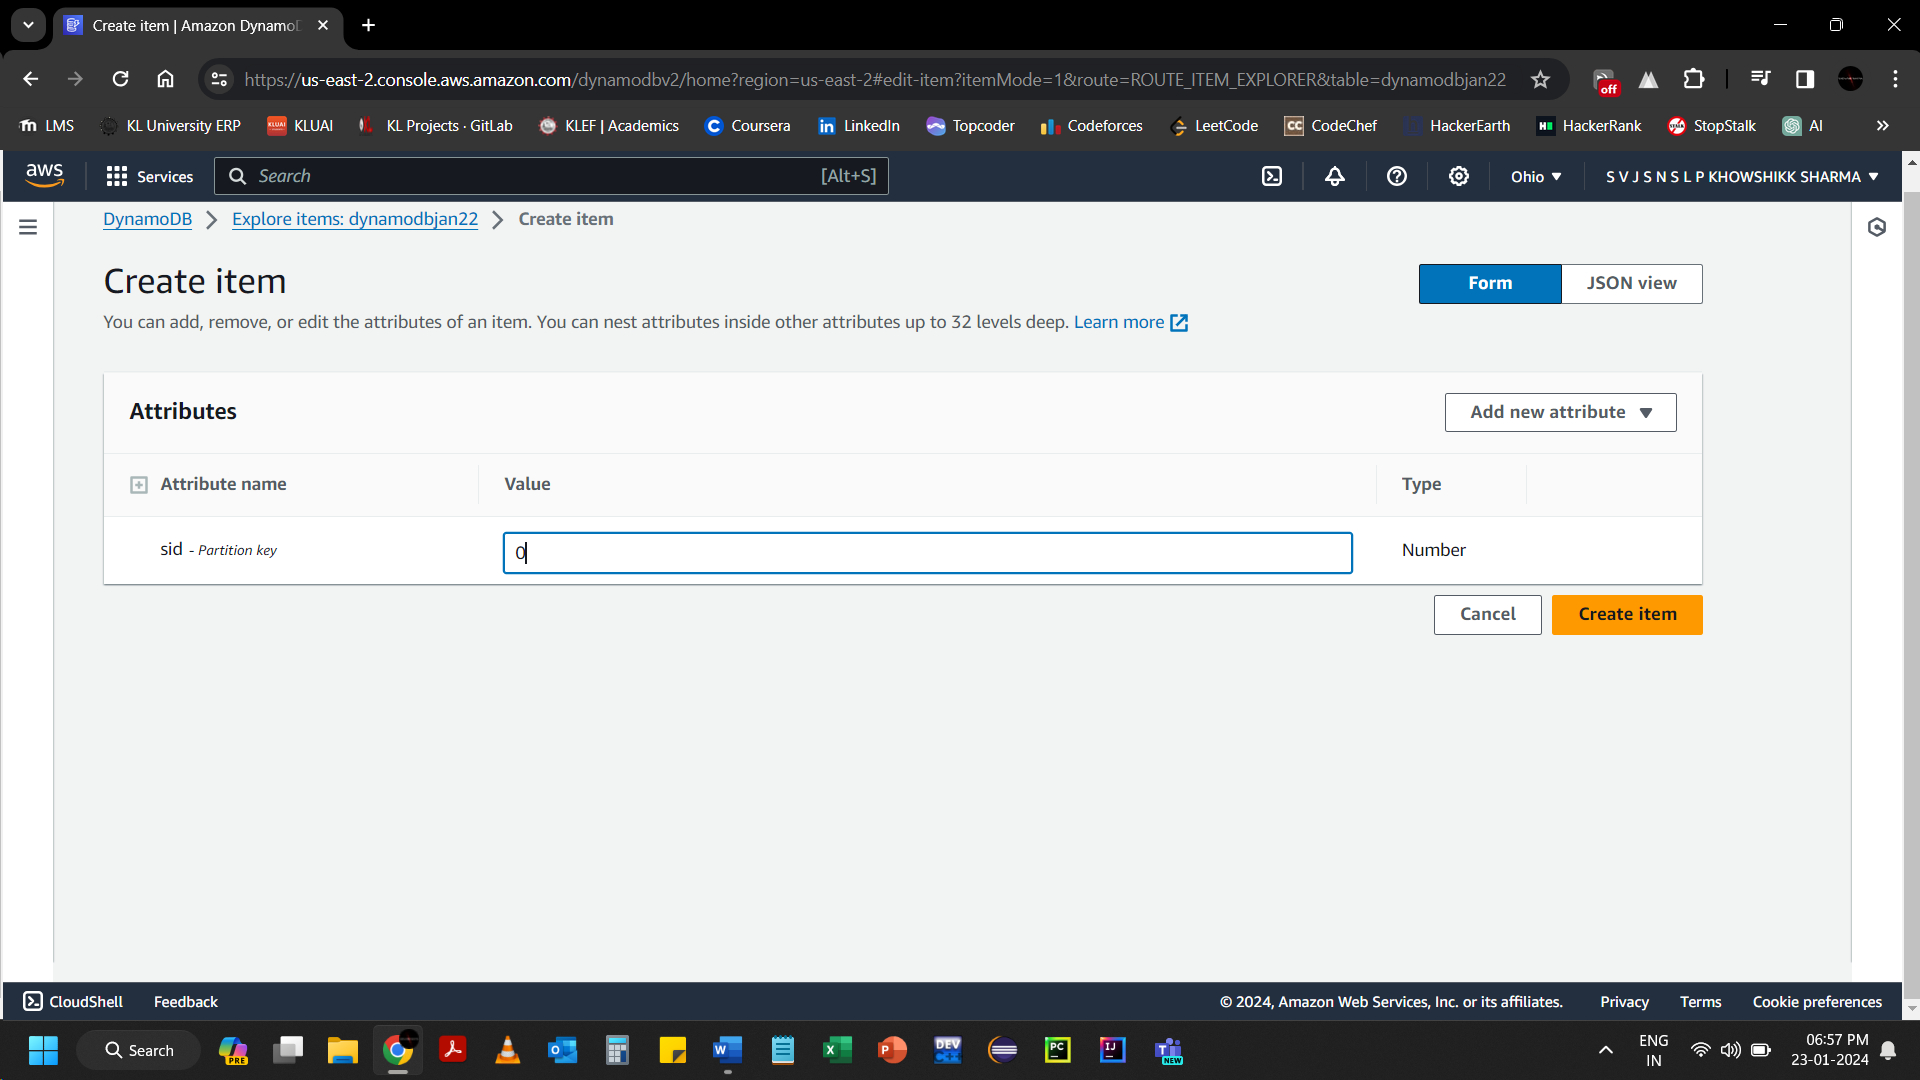 Create item | Amazon Dynamo
https://us-east-2.console.aws.amazon.com/dynamodbv2/home?region=us-east-2#edit-item?itemMode=1&route=ROUTE_ITEM_EXPLORER&table=dynamodbjan22
off
LMS KL University ERP KLUAI KL Projects · GitLab KLEF | Academics Coursera LinkedIn Topcoder Codeforces LeetCode CodeChef HackerEarth HackerRank StopStalk AI
aws Services Search [Alt+S] Ohio S V J S N S L P KHOWSHIKK SHARMA
DynamoDB Explore items: dynamodbjan22 Create item
Create item
Form JSON view
You can add, remove, or edit the attributes of an item. You can nest attributes inside other attributes up to 32 levels deep. Learn more
Attributes
Add new attribute
Attribute name Value Type
sid - Partition key 0 Number
Cancel Create item
CloudShell Feedback © 2024, Amazon Web Services, Inc. or its affiliates. Privacy Terms Cookie preferences
Search
ENG
IN
06:57 PM
23-01-2024